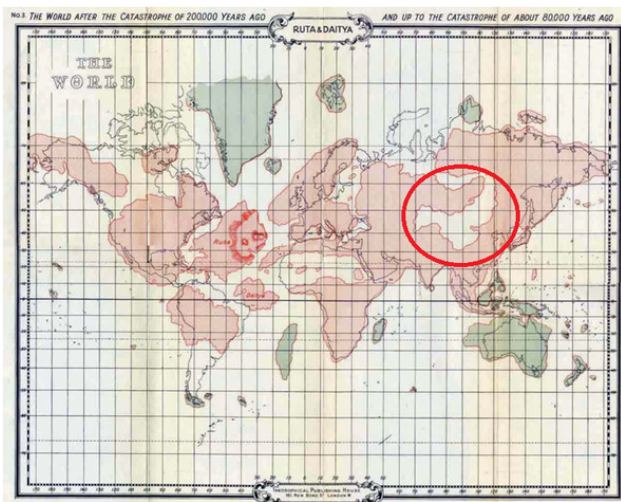 No.3. THE WORLD AFTER THE CATASTROPHE OF 200,000 YEARS AGO
AND UP TO THE CATASTROPHE OF ABOUT 80,000 YEARS AGO
RUTA & DAITYA
THE
WORLD
Ruta
Daitya
THEOSOPHICAL PUBLISHING HOUSE
161 NEW BOND ST LONDON W